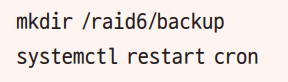 mkdir /raid6/backup
systemctl restart cron